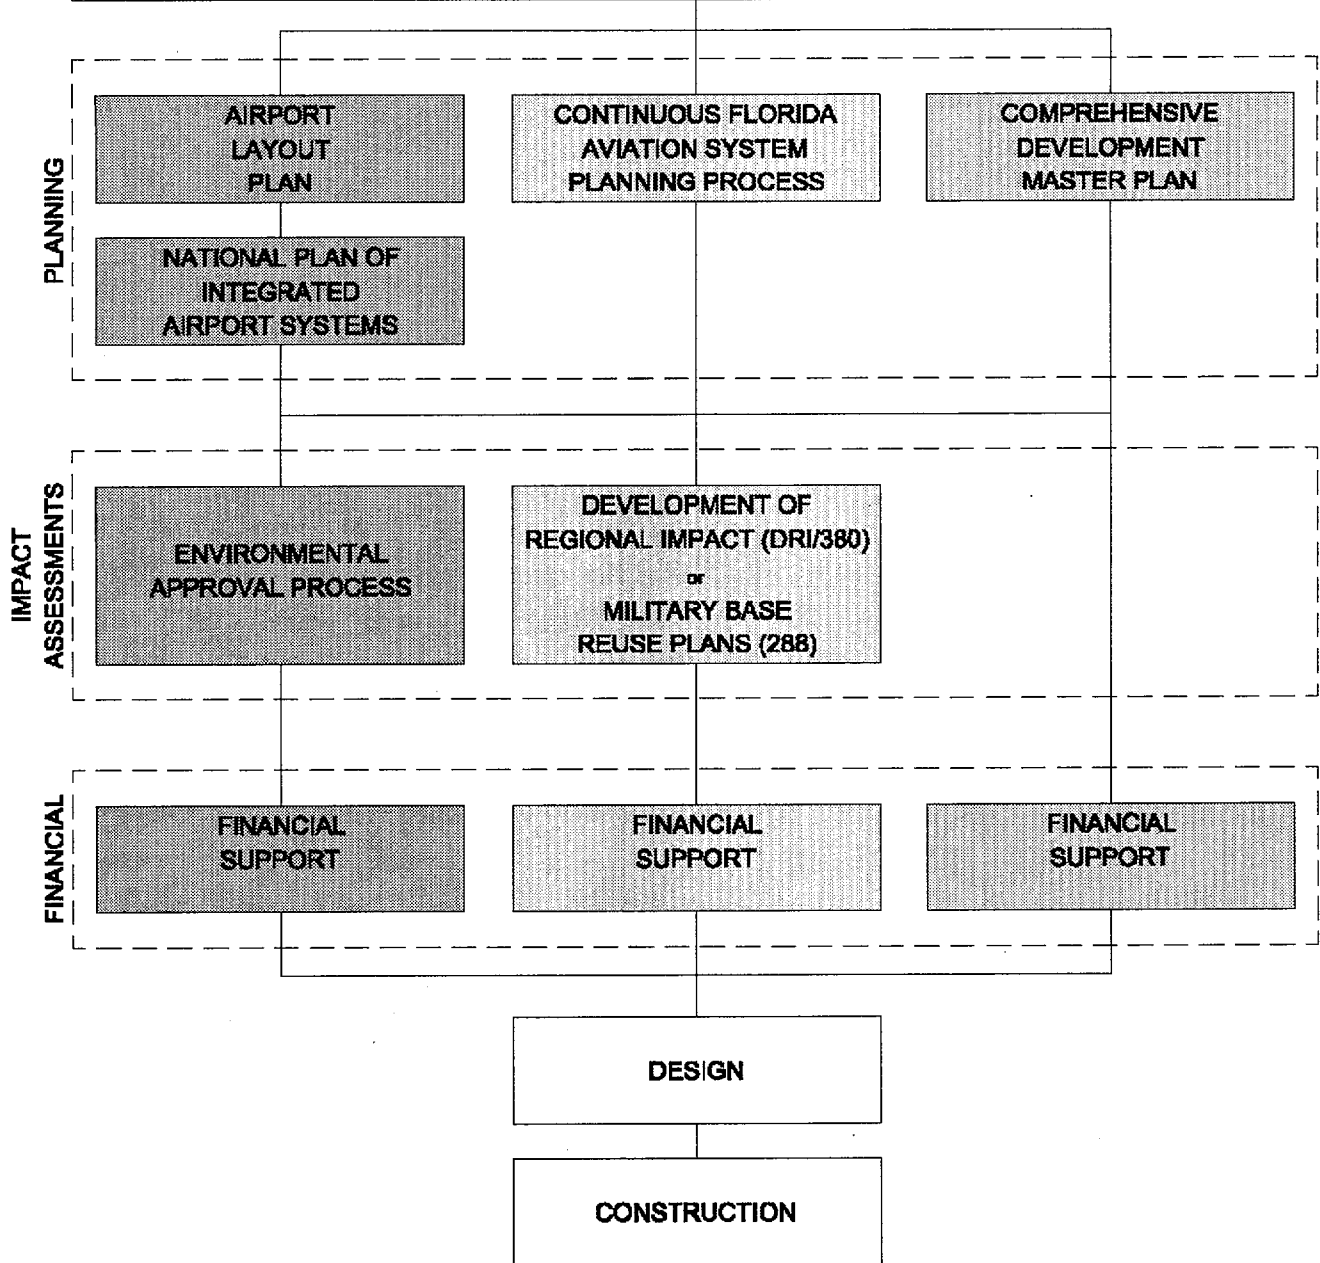 PLANNING
AIRPORT
LAYOUT
PLAN
CONTINUOUS FLORIDA
AVIATION SYSTEM
PLANNING PROCESS
COMPREHENSIVE
DEVELOPMENT
MASTER PLAN
NATIONAL PLAN OF
INTEGRATED
AIRPORT SYSTEMS
IMPACT
ASSESSMENTS
ENVIRONMENTAL
APPROVAL PROCESS
DEVELOPMENT OF
REGIONAL IMPACT (DRI/380)
or
MILITARY BASE
REUSE PLANS (288)
FINANCIAL
FINANCIAL
SUPPORT
FINANCIAL
SUPPORT
FINANCIAL
SUPPORT
DESIGN
CONSTRUCTION